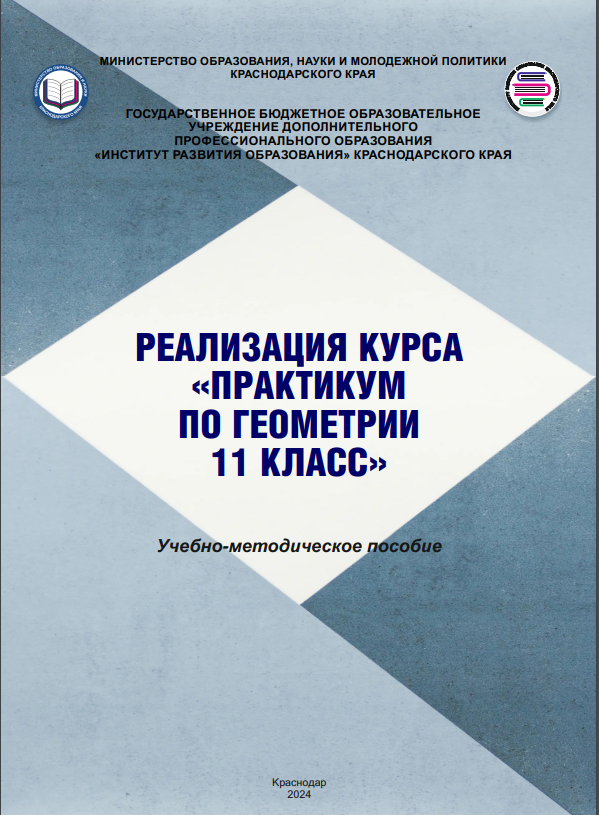 МИНИСТЕРСТВО ОБРАЗОВАНИЯ, НАУКИ И МОЛОДЕЖНОЙ ПОЛИТИКИ
КРАСНОДАРСКОГО КРАЯ
ГОСУДАРСТВЕННОЕ БЮДЖЕТНОЕ ОБРАЗОВАТЕЛЬНОЕ
УЧРЕЖДЕНИЕ ДОПОЛНИТЕЛЬНОГО
ПРОФЕССИОНАЛЬНОГО ОБРАЗОВАНИЯ
«ИНСТИТУТ РАЗВИТИЯ ОБРАЗОВАНИЯ» КРАСНОДАРСКОГО КРАЯ
РЕАЛИЗАЦИЯ КУРСА
«ПРАКТИКУМ
ПО ГЕОМЕТРИИ
11 КЛАСС»
Учебно-методическое пособие
Краснодар
2024